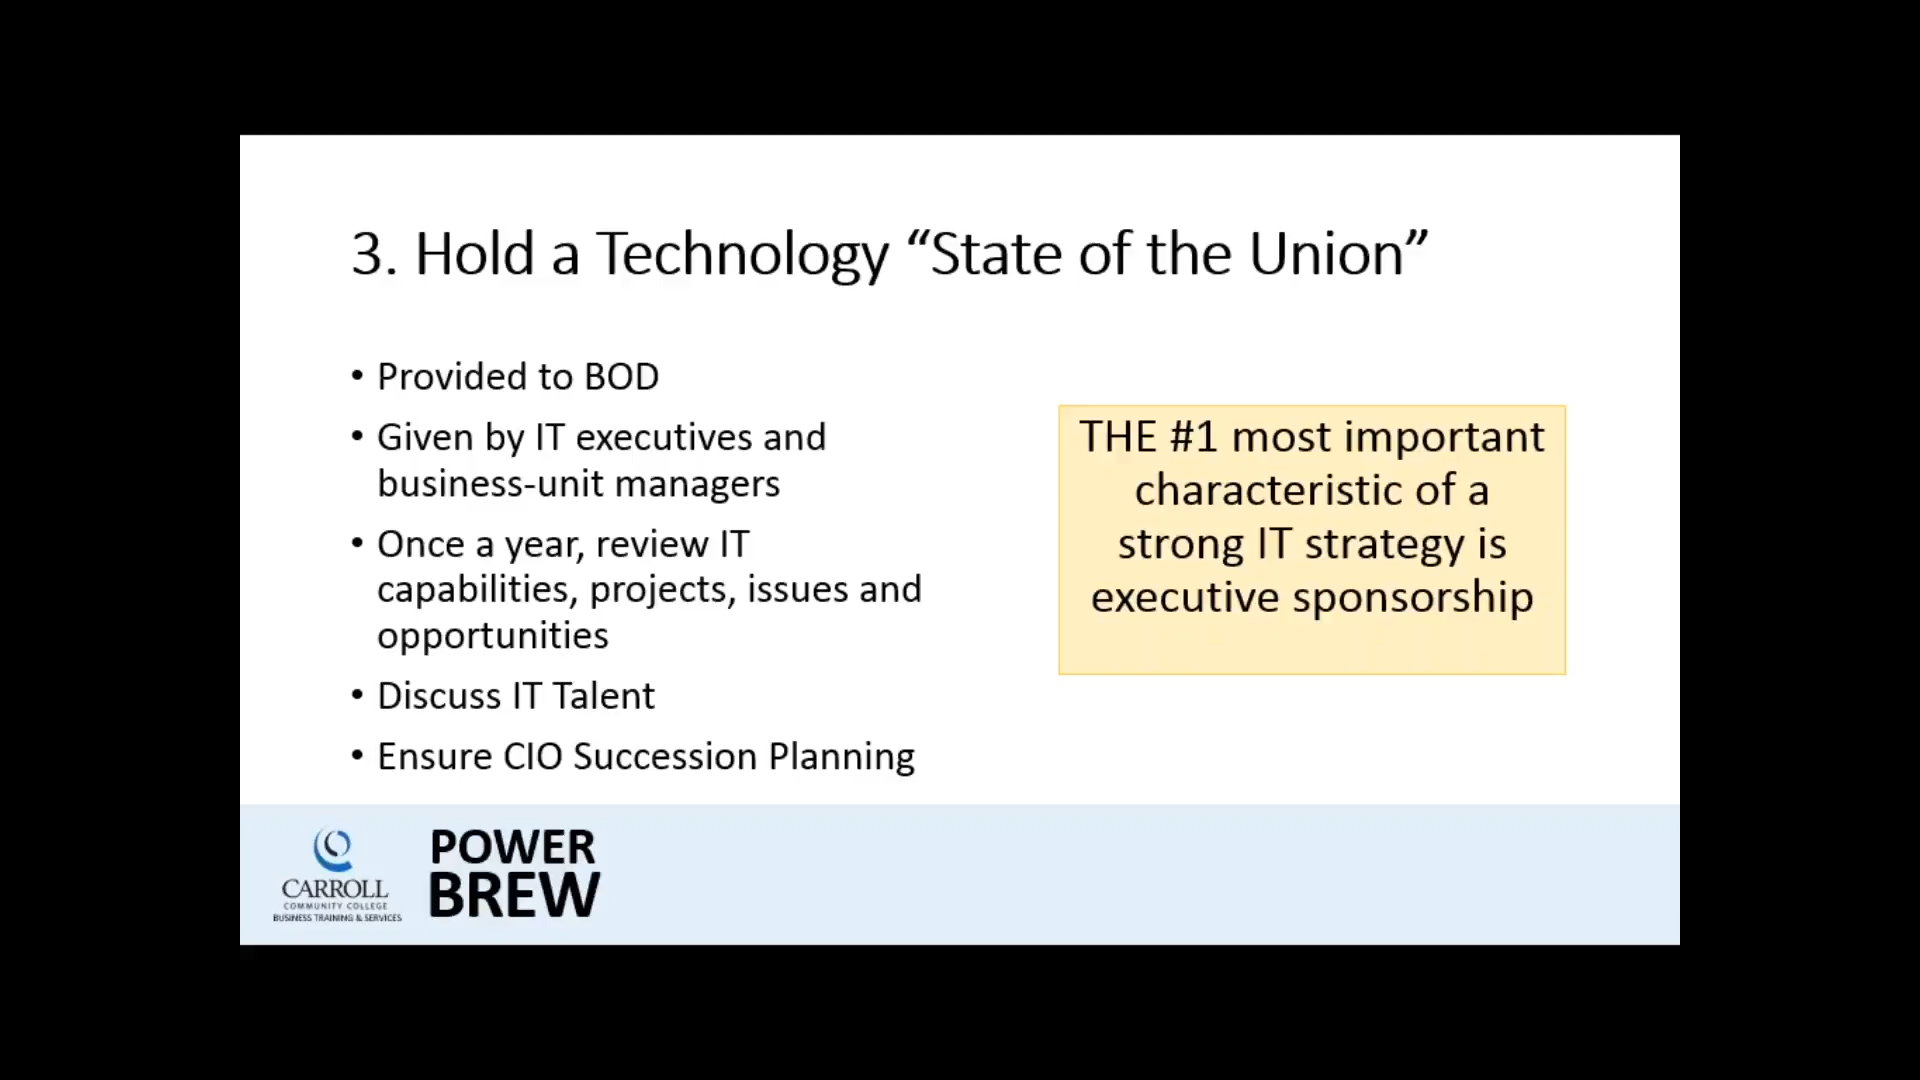 3. Hold a Technology “State of the Union”
• Provided to BOD
• Given by IT executives and
business-unit managers
• Once a year, review IT
capabilities, projects, issues and
opportunities
• Discuss IT Talent
• Ensure CIO Succession Planning
THE #1 most important
characteristic of a
strong IT strategy is
executive sponsorship
CARROLL
COMMUNITY COLLEGE
BUSINESS TRAINING & SERVICES
POWER
BREW